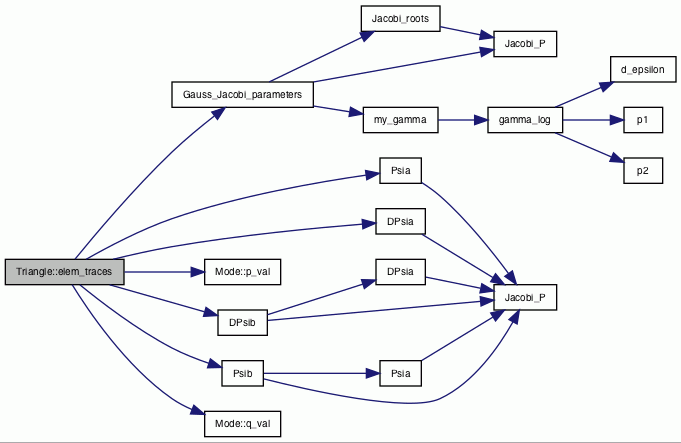 Jacobi_roots
Jacobi_P
d_epsilon
Gauss_Jacobi_parameters
my_gamma
gamma_log
p1
p2
Psia
DPsia
Triangle::elem_traces
Mode::p_val
DPsia
Jacobi_P
DPsib
Psib
Psia
Mode::q_val